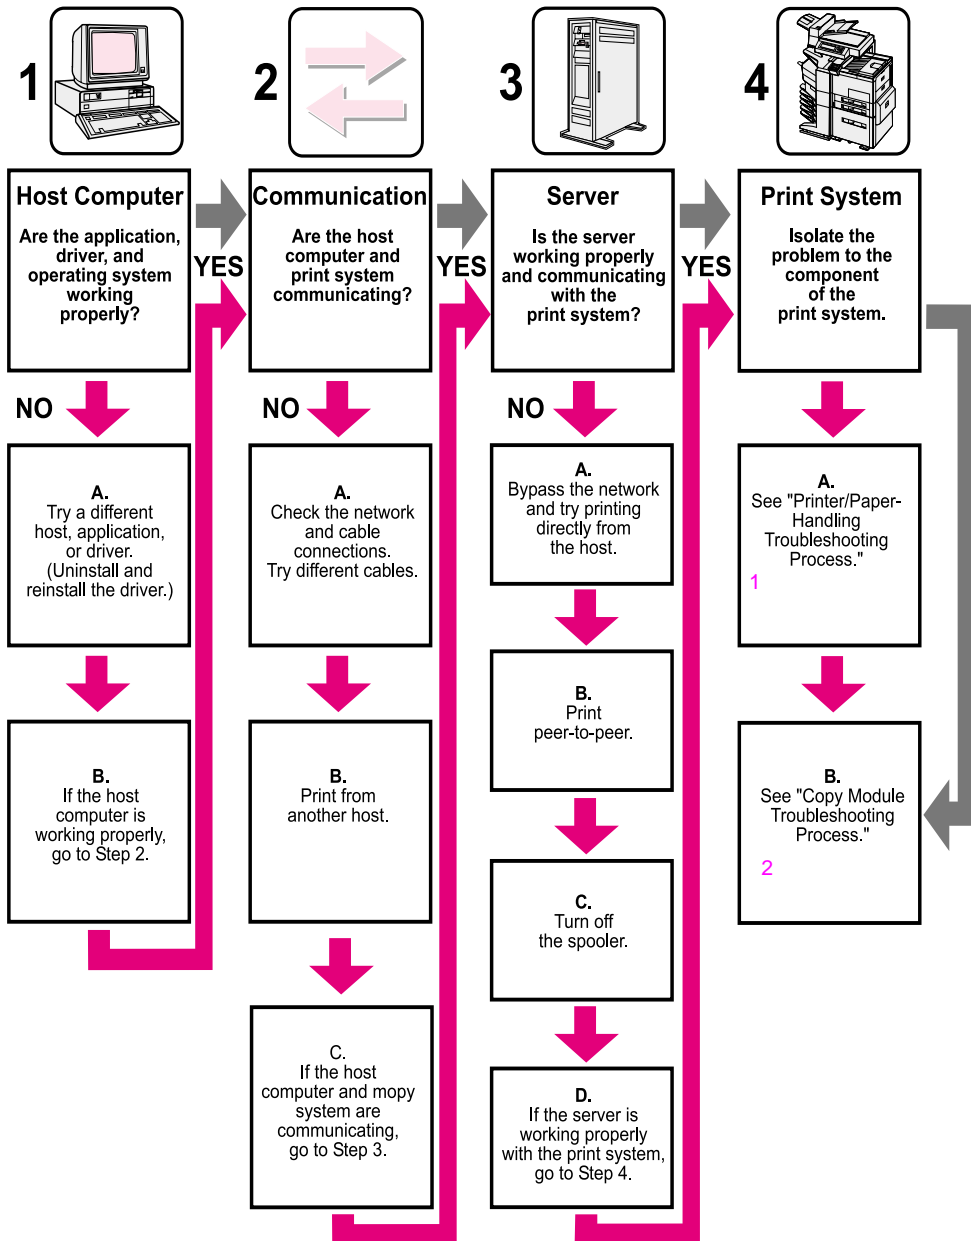 1
2
3
4
Host Computer
Are the application,
driver, and
operating system
working
properly?
YES
NO
A.
Try a different
host, application,
or driver.
(Uninstall and
reinstall the driver.)
B.
If the host
computer is
working properly,
go to Step 2.
Communication
Are the host
computer and
print system
communicating?
YES
NO
A.
Check the network
and cable
connections.
Try different cables.
B.
Print from
another host.
C.
If the host
computer and mopy
system are
communicating,
go to Step 3.
Server
Is the server
working properly
and communicating
with the
print system?
YES
NO
A.
Bypass the network
and try printing
directly from
the host.
B.
Print
peer-to-peer.
C.
Turn off
the spooler.
D.
If the server is
working properly
with the print system,
go to Step 4.
Print System
Isolate the
problem to the
component
of the
print system.
A.
See "Printer/Paper-
Handling
Troubleshooting
Process."
1
B.
See "Copy Module
Troubleshooting
Process."
2